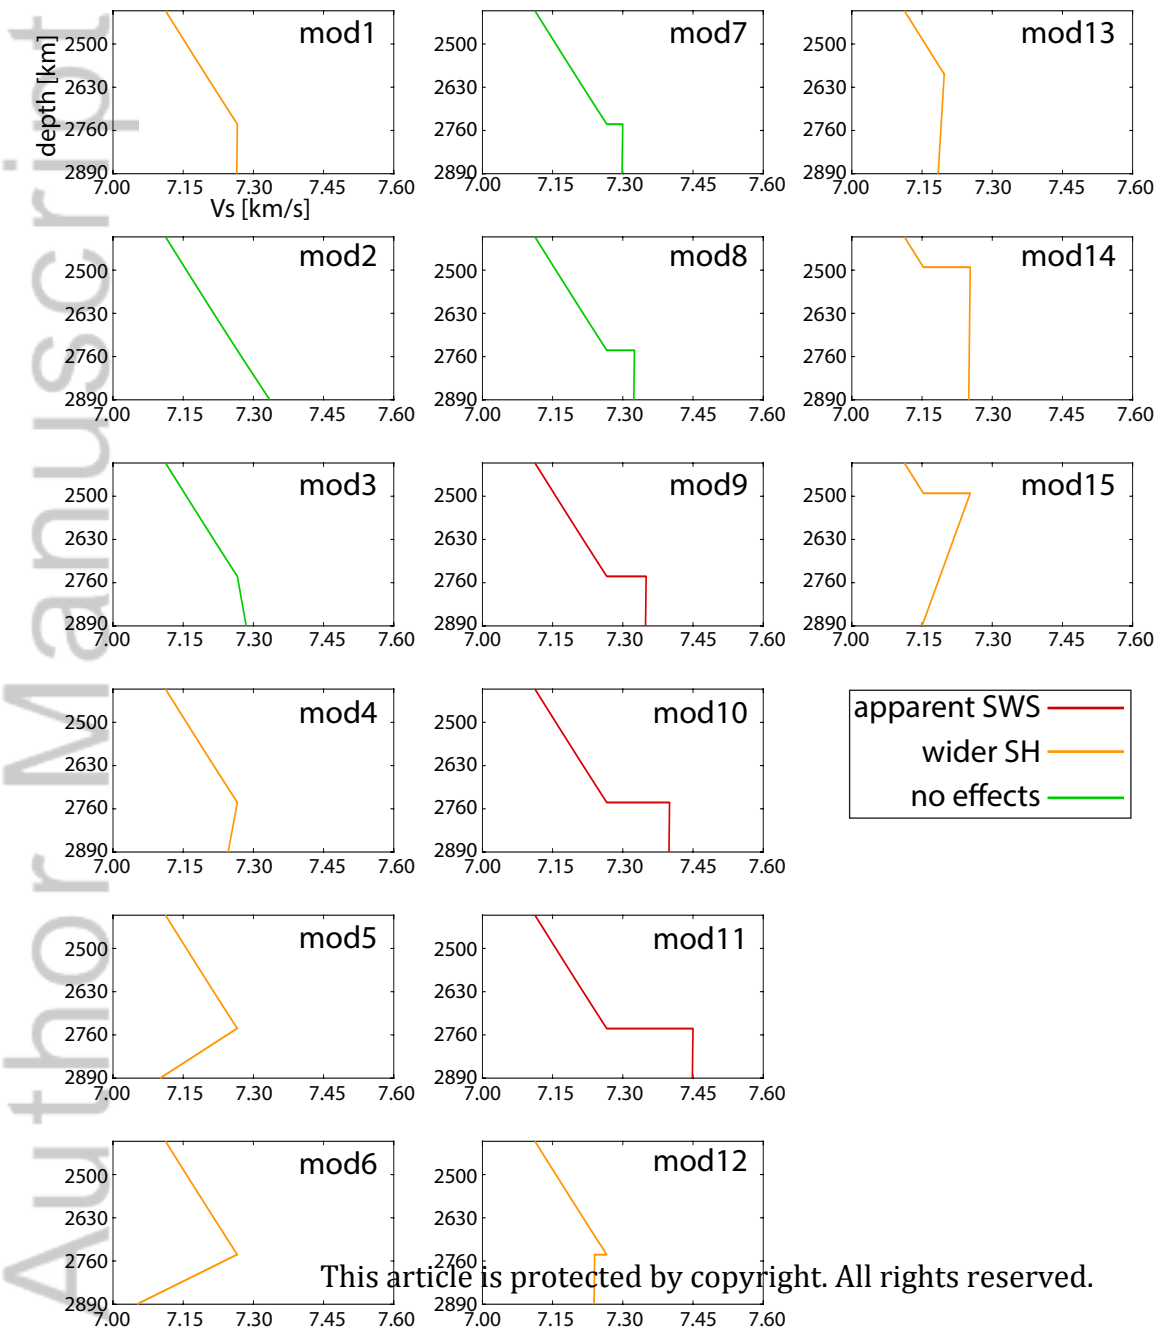 Author Manuscript
mod1
depth [km]
2500
2630
2760
2890
7.00 7.15 7.30 7.45 7.60
Vs [km/s]
mod7
2500
2630
2760
2890
7.00 7.15 7.30 7.45 7.60
mod13
2500
2630
2760
2890
7.00 7.15 7.30 7.45 7.60
mod2
2500
2630
2760
2890
7.00 7.15 7.30 7.45 7.60
mod8
2500
2630
2760
2890
7.00 7.15 7.30 7.45 7.60
mod14
2500
2630
2760
2890
7.00 7.15 7.30 7.45 7.60
mod3
2500
2630
2760
2890
7.00 7.15 7.30 7.45 7.60
mod9
2500
2630
2760
2890
7.00 7.15 7.30 7.45 7.60
mod15
2500
2630
2760
2890
7.00 7.15 7.30 7.45 7.60
mod4
2500
2630
2760
2890
7.00 7.15 7.30 7.45 7.60
mod10
2500
2630
2760
2890
7.00 7.15 7.30 7.45 7.60
apparent SWS
wider SH
no effects
mod5
2500
2630
2760
2890
7.00 7.15 7.30 7.45 7.60
mod11
2500
2630
2760
2890
7.00 7.15 7.30 7.45 7.60
mod6
2500
2630
2760
2890
7.00 7.15 7.30 7.45 7.60
mod12
2500
2630
2760
2890
7.00 7.15 7.30 7.45 7.60
This article is protected by copyright. All rights reserved.